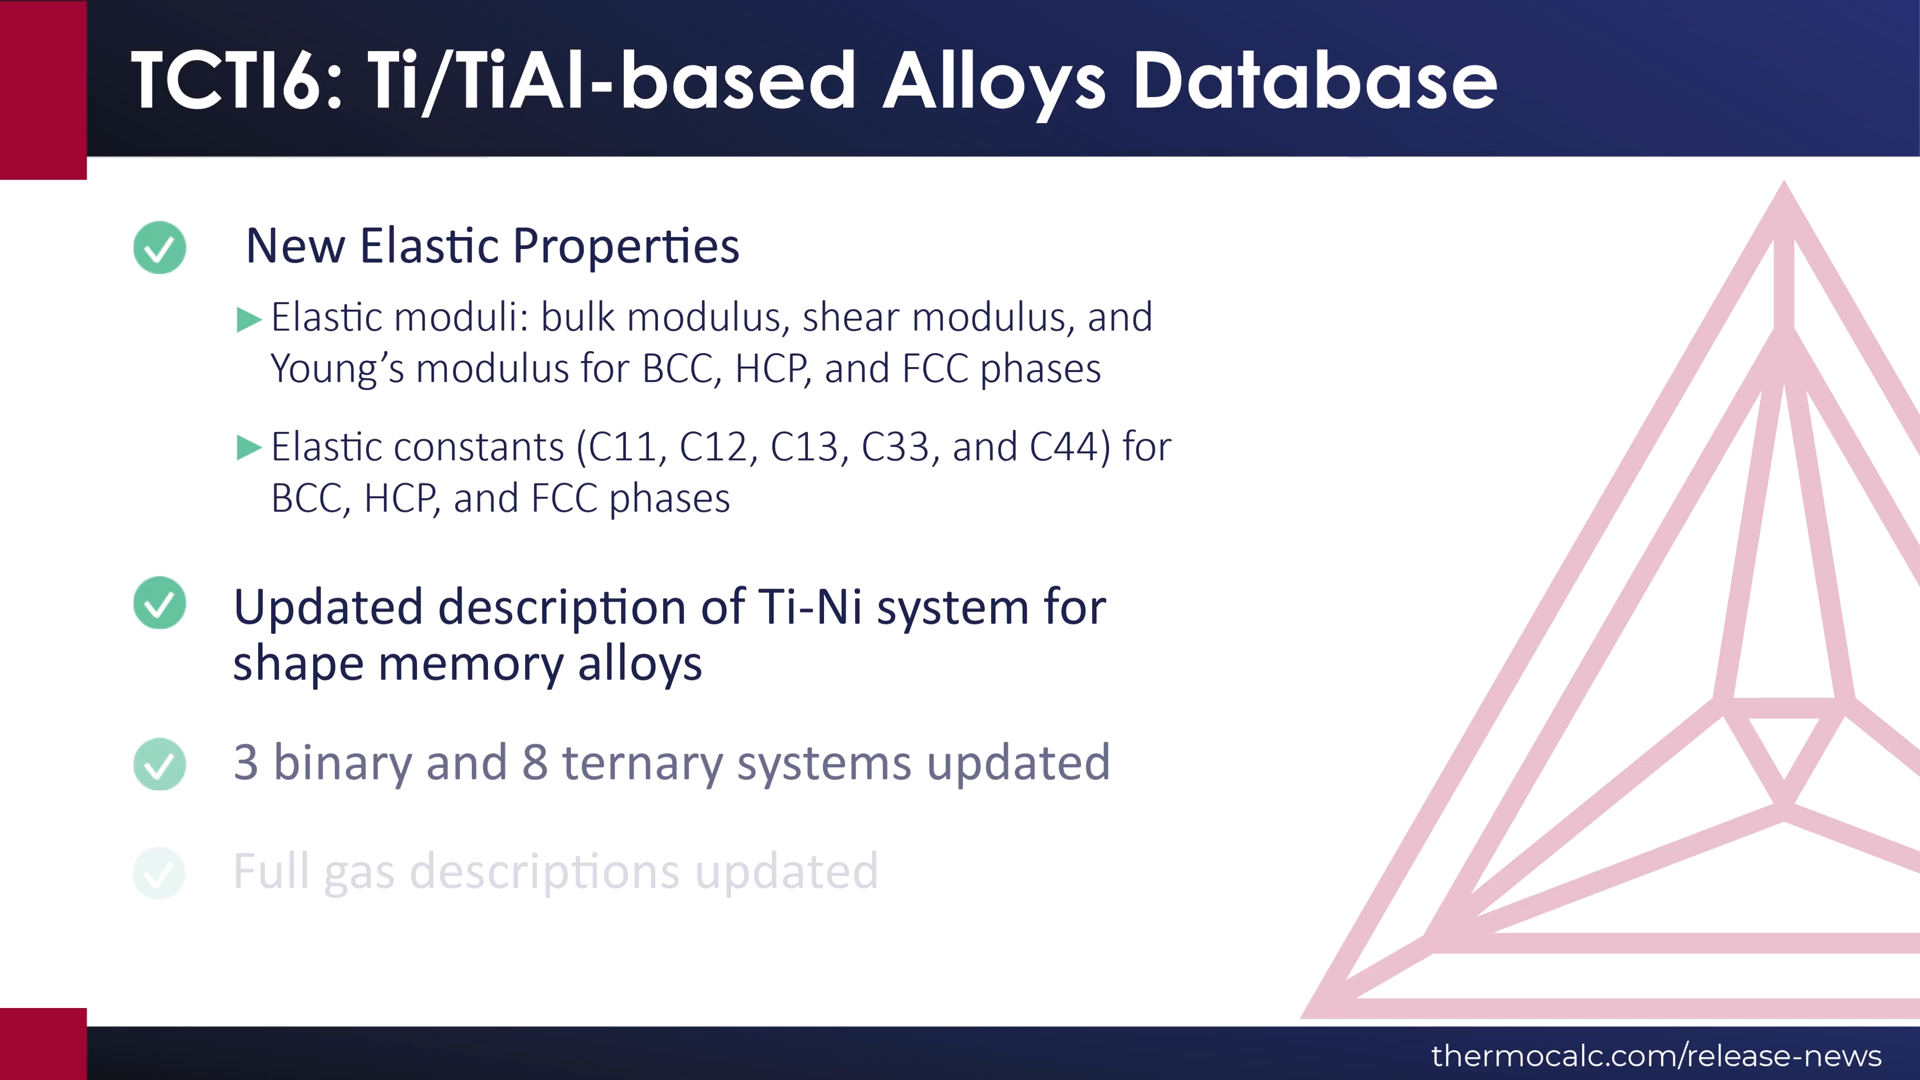 TCTI6: Ti/TiAl-based Alloys Database
New Elastic Properties
Elastic moduli: bulk modulus, shear modulus, and
Young’s modulus for BCC, HCP, and FCC phases
Elastic constants (C11, C12, C13, C33, and C44) for
BCC, HCP, and FCC phases
Updated description of Ti-Ni system for
shape memory alloys
3 binary and 8 ternary systems updated
Full gas descriptions updated
thermocalc.com/release-news